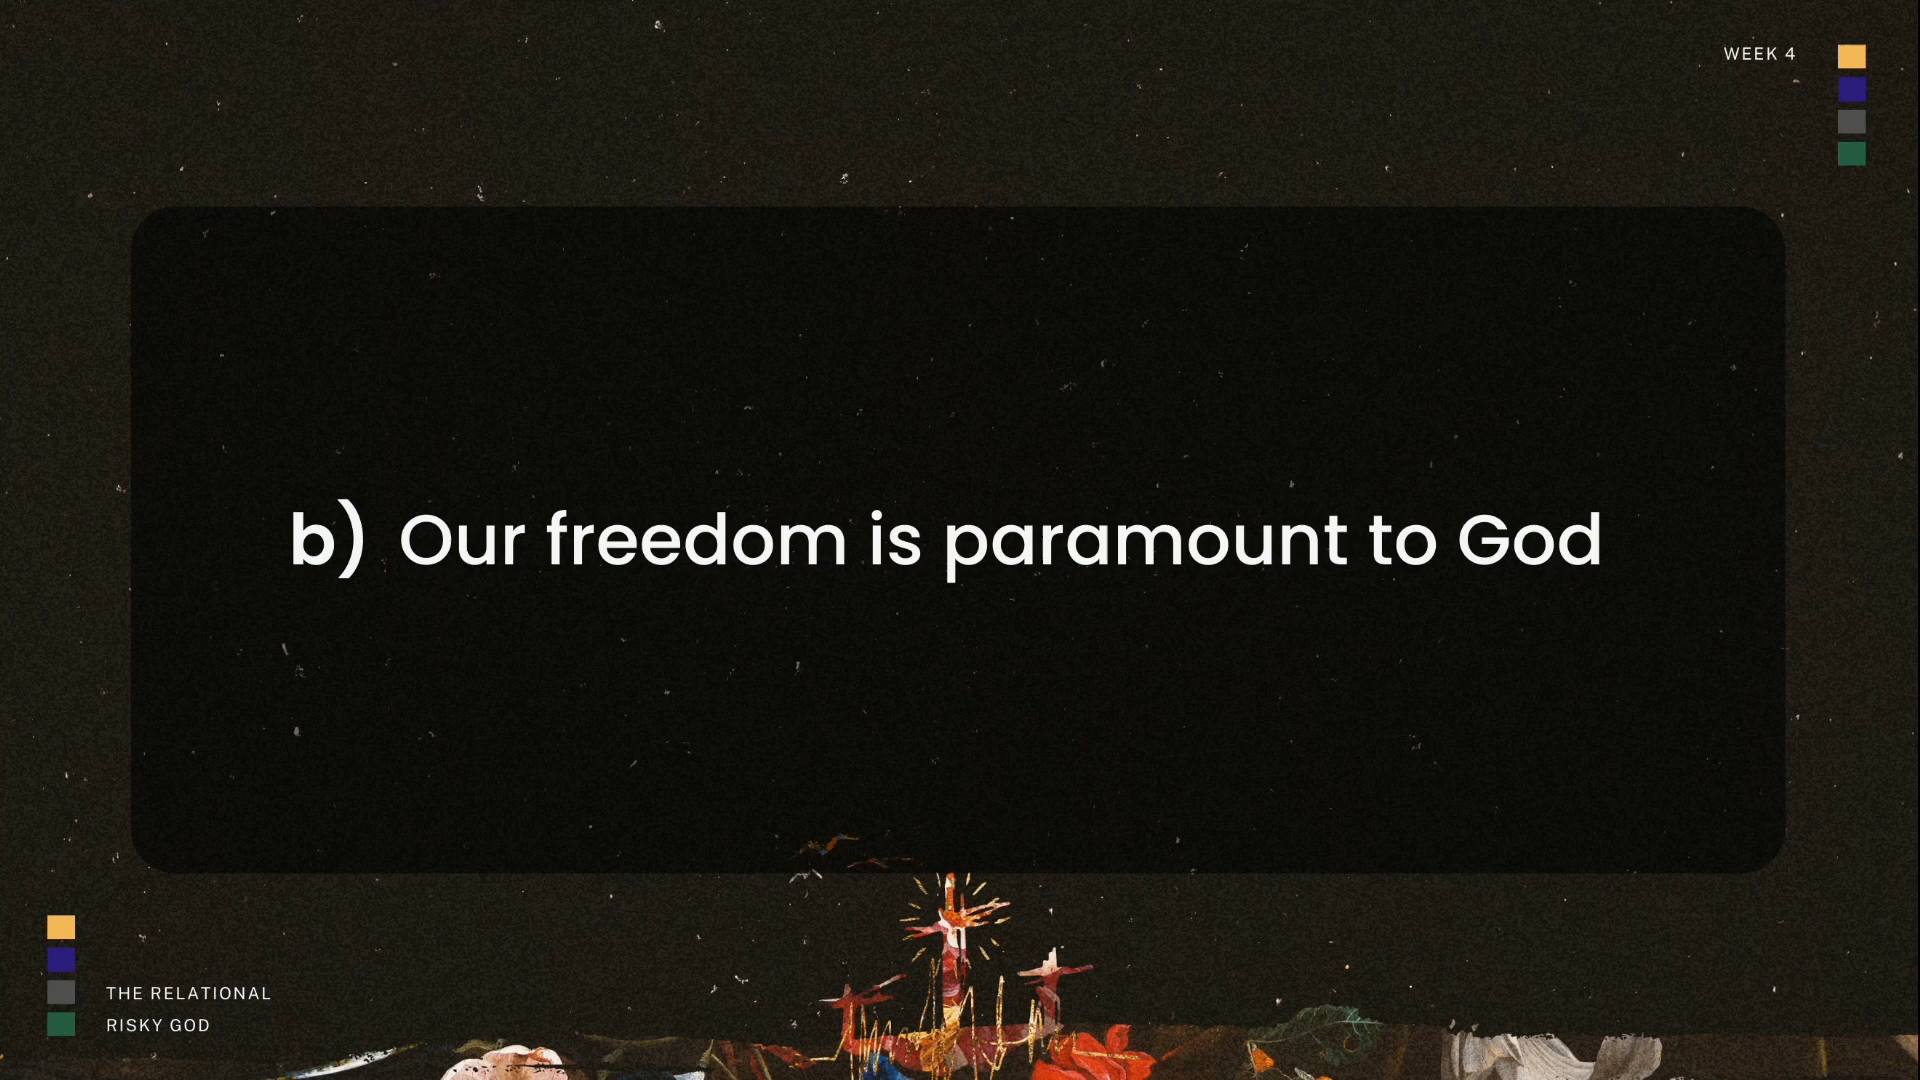 WEEK 4
b) Our freedom is paramount to God
THE RELATIONAL
RISKY GOD